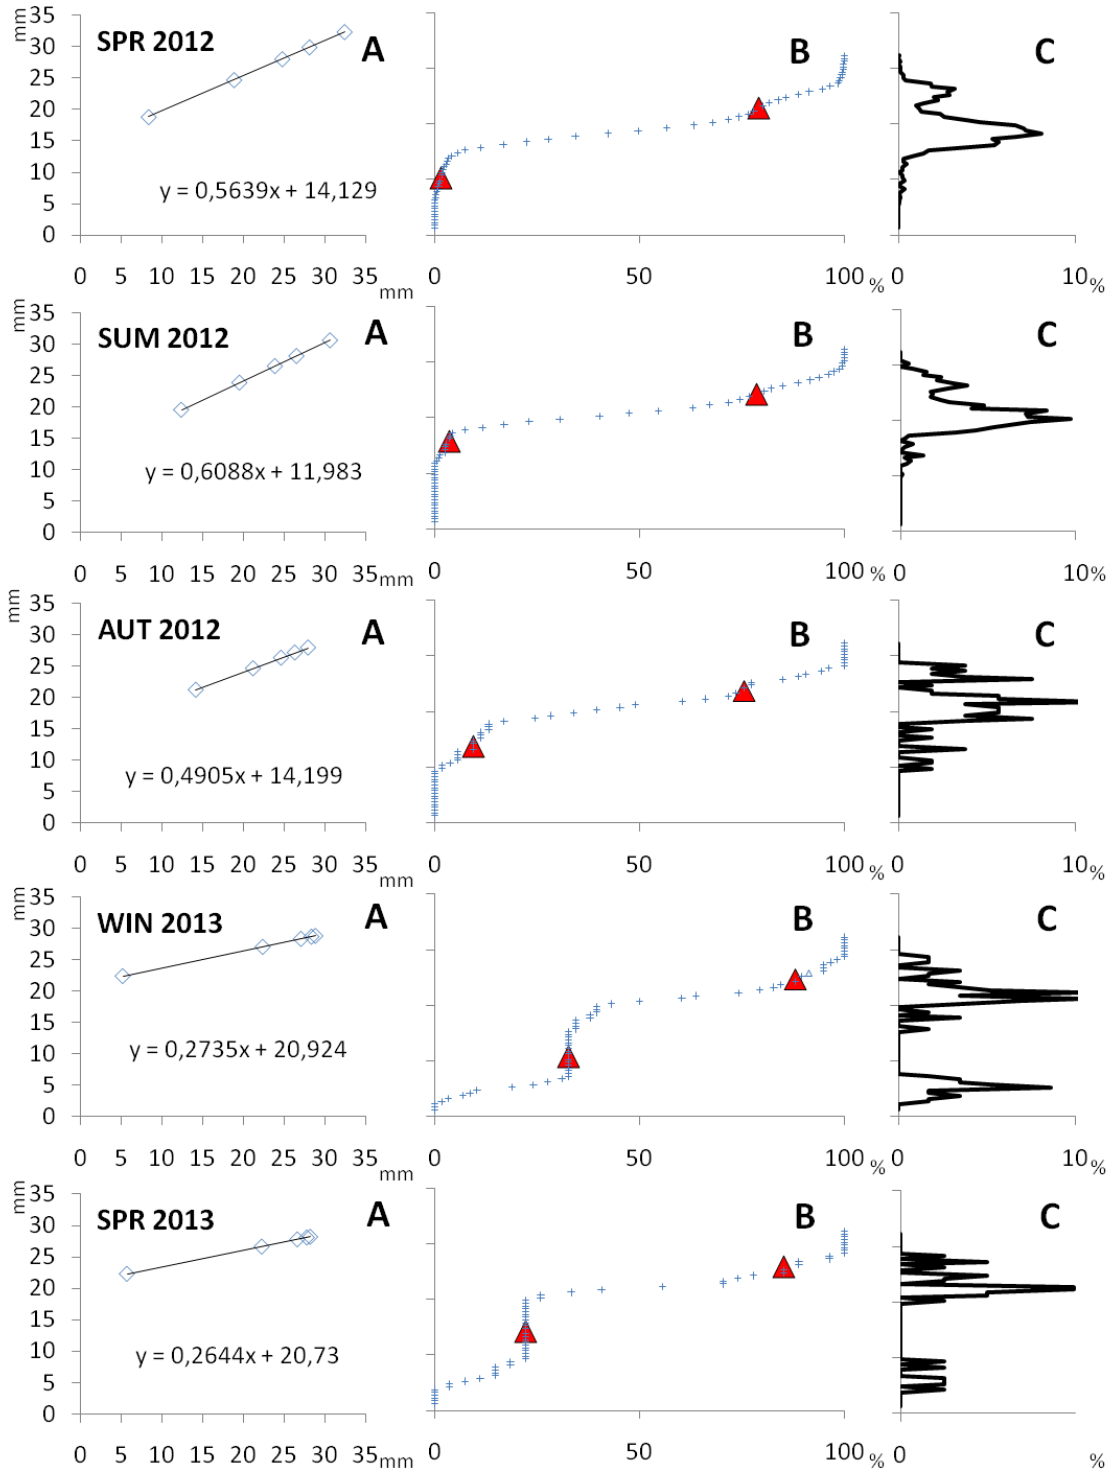 mm
35
30
25
20
15
10
5
0
SPR 2012
A
y = 0,5639x + 14,129
0 5 10 15 20 25 30 35 mm
B
0 50 100 %
C
0 10%
mm
35
30
25
20
15
10
5
0
SUM 2012
A
y = 0,6088x + 11,983
0 5 10 15 20 25 30 35 mm
B
0 50 100 %
C
0 10%
mm
35
30
25
20
15
10
5
0
AUT 2012
A
y = 0,4905x + 14,199
0 5 10 15 20 25 30 35 mm
B
0 50 100 %
C
0 10%
mm
35
30
25
20
15
10
5
0
WIN 2013
A
y = 0,2735x + 20,924
0 5 10 15 20 25 30 35 mm
B
0 50 100 %
C
0 10%
mm
35
30
25
20
15
10
5
0
SPR 2013
A
y = 0,2644x + 20,73
0 5 10 15 20 25 30 35 mm
B
0 50 100 %
C
0 %